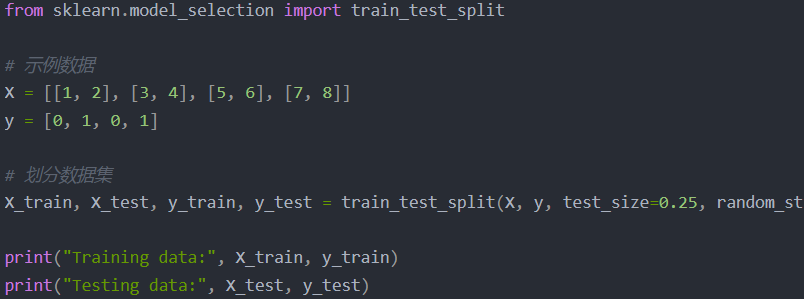 from sklearn.model_selection import train_test_split
# 示例数据
X = [[1, 2], [3, 4], [5, 6], [7, 8]]
y = [0, 1, 0, 1]
# 划分数据集
X_train, X_test, y_train, y_test = train_test_split(X, y, test_size=0.25, random_st
print("Training data:", X_train, y_train)
print("Testing data:", X_test, y_test)